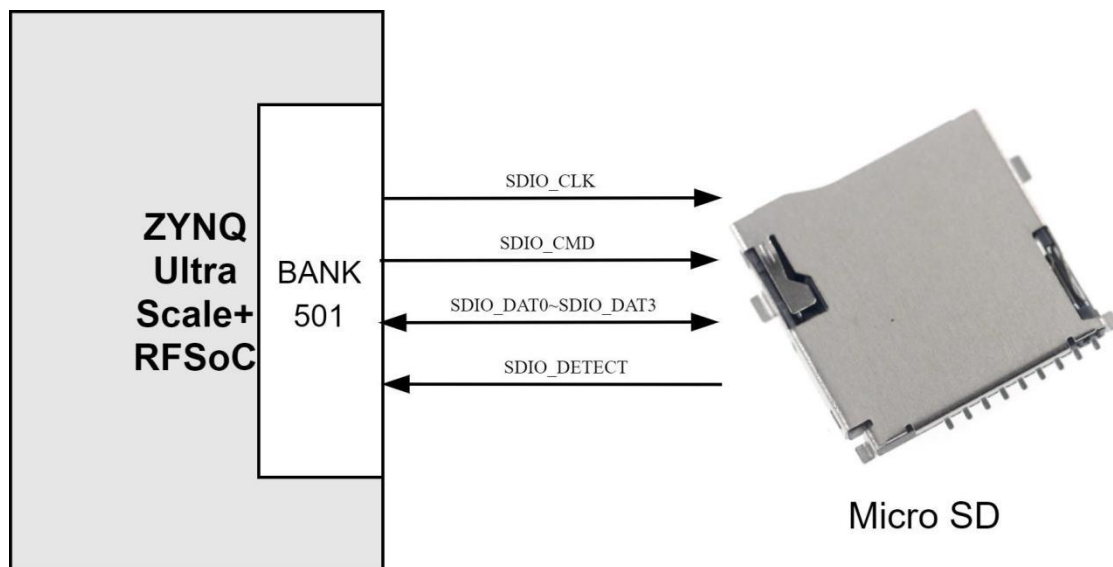 ZYNQ
Ultra
Scale+
RFSoC
BANK
501
SDIO_CLK
SDIO_CMD
SDIO_DAT0~SDIO_DAT3
SDIO_DETECT
Micro SD